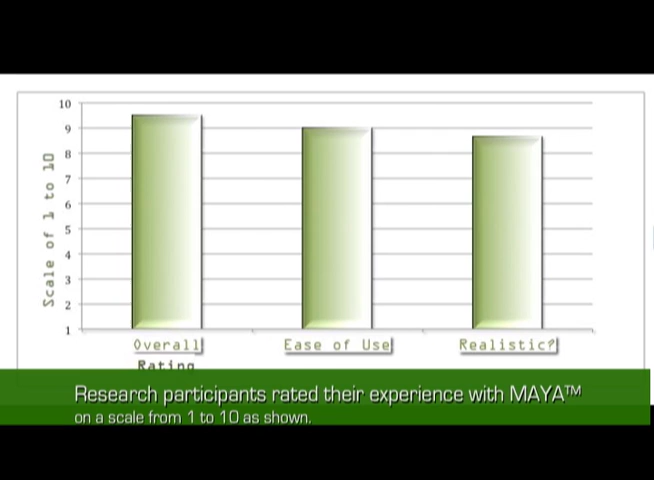 10
9
8
7
6
5
4
3
2
1
Scale of 1 to 10
Overall Rating
Ease of Use
Realistic?
Research participants rated their experience with MAYA™
on a scale from 1 to 10 as shown.